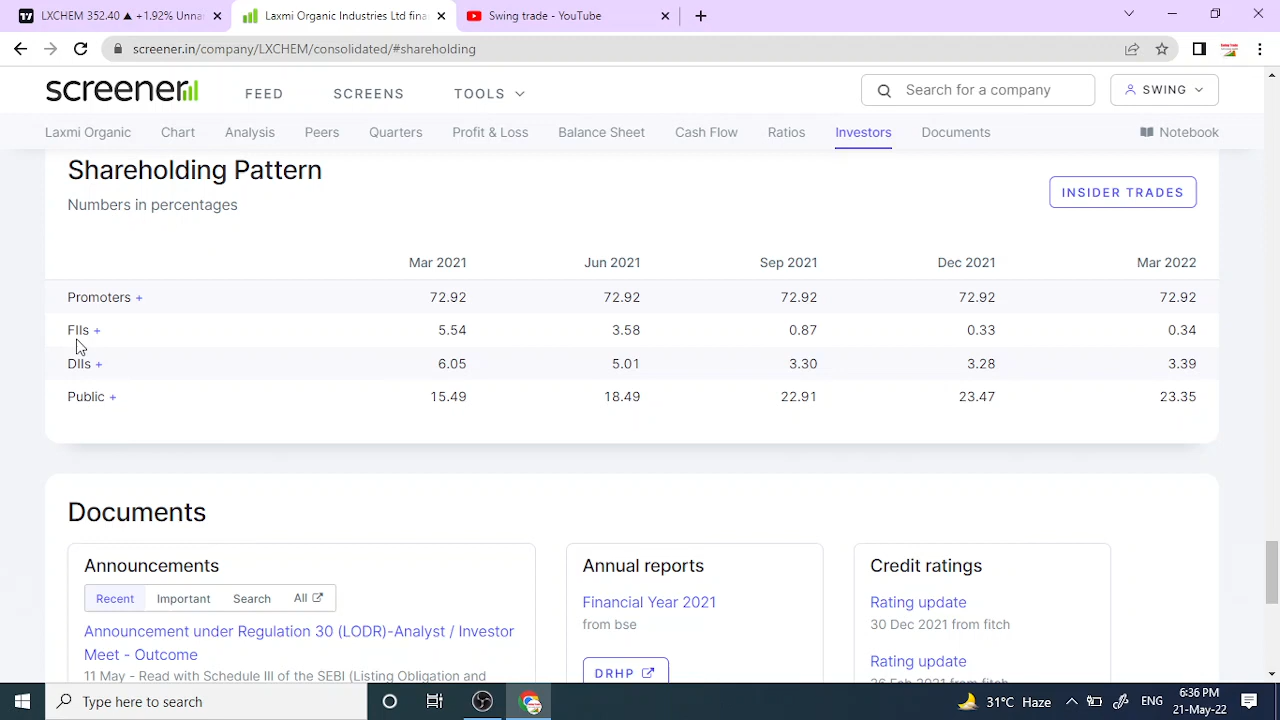 LXCHEM 362.40 ▲ +1.92% Unna
Laxmi Organic Industries Ltd fina
Swing trade - YouTube
screener.in/company/LXCHEM/consolidated/#shareholding
screener
FEED
SCREENS
TOOLS
Search for a company
SWING
Laxmi Organic
Chart
Analysis
Peers
Quarters
Profit & Loss
Balance Sheet
Cash Flow
Ratios
Investors
Documents
Notebook
Shareholding Pattern
INSIDER TRADES
Numbers in percentages
Mar 2021 Jun 2021 Sep 2021 Dec 2021 Mar 2022
Promoters + 72.92 72.92 72.92 72.92 72.92
FIIs + 5.54 3.58 0.87 0.33 0.34
DIIs + 6.05 5.01 3.30 3.28 3.39
Public + 15.49 18.49 22.91 23.47 23.35
Documents
Announcements
Recent Important Search All
Announcement under Regulation 30 (LODR)-Analyst / Investor
Meet - Outcome
11 May - Read with Schedule III of the SEBI (Listing Obligation and
Annual reports
Financial Year 2021
from bse
DRHP
Credit ratings
Rating update
30 Dec 2021 from fitch
Rating update
26 Feb 2021 from fitch
Type here to search
31°C Haze
ENG
6:36 PM
21-May-22